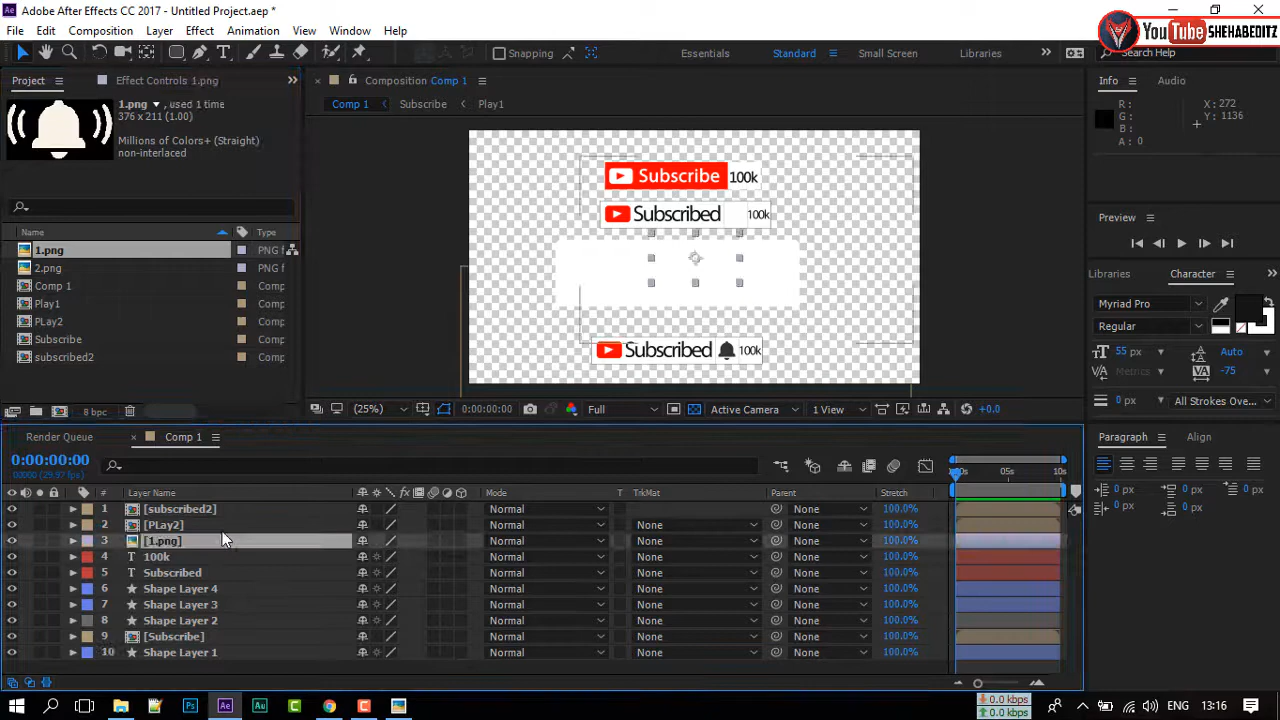 Adobe After Effects CC 2017 - Untitled Project.aep *
File Edit Composition Layer Effect Animation View Window Help
YouTube SHEHABEDITZ
Snapping
Essentials Standard Small Screen Libraries Search Help
Project Effect Controls 1.png
Composition Comp 1
Info Audio
1.png , used 1 time
376 x 211 (1.00)
Millions of Colors+ (Straight)
non-interlaced
Comp 1 Subscribe Play1
R: X: 272
G: Y: 1136
B:
A: 0
Subscribe 100k
Subscribed 100k
Subscribed 100k
Preview
Name Type
1.png PNG f
2.png PNG f
Comp 1 Comp
Play1 Comp
PLay2 Comp
Subscribe Comp
subscribed2 Comp
8 bpc
Libraries Character
Myriad Pro
Regular
55 px Auto
Metrics -75
0 px All Strokes Ove...
(25%) 0:00:00:00 Full Active Camera 1 View +0.0
Render Queue Comp 1
Paragraph Align
0 px 0 px 0 px
0 px 0 px
0:00:00:00
00000 (29.97 fps)
:00s 05s 10s
# Layer Name Mode T TrkMat Parent Stretch
1 [subscribed2] Normal None 100.0%
2 [PLay2] Normal None None 100.0%
3 [1.png] Normal None None 100.0%
4 T 100k Normal None None 100.0%
5 T Subscribed Normal None None 100.0%
6 Shape Layer 4 Normal None None 100.0%
7 Shape Layer 3 Normal None None 100.0%
8 Shape Layer 2 Normal None None 100.0%
9 [Subscribe] Normal None None 100.0%
10 Shape Layer 1 Normal None None 100.0%
Ps Ae Au C C
0.0 kbps
0.0 kbps
ENG 13:16